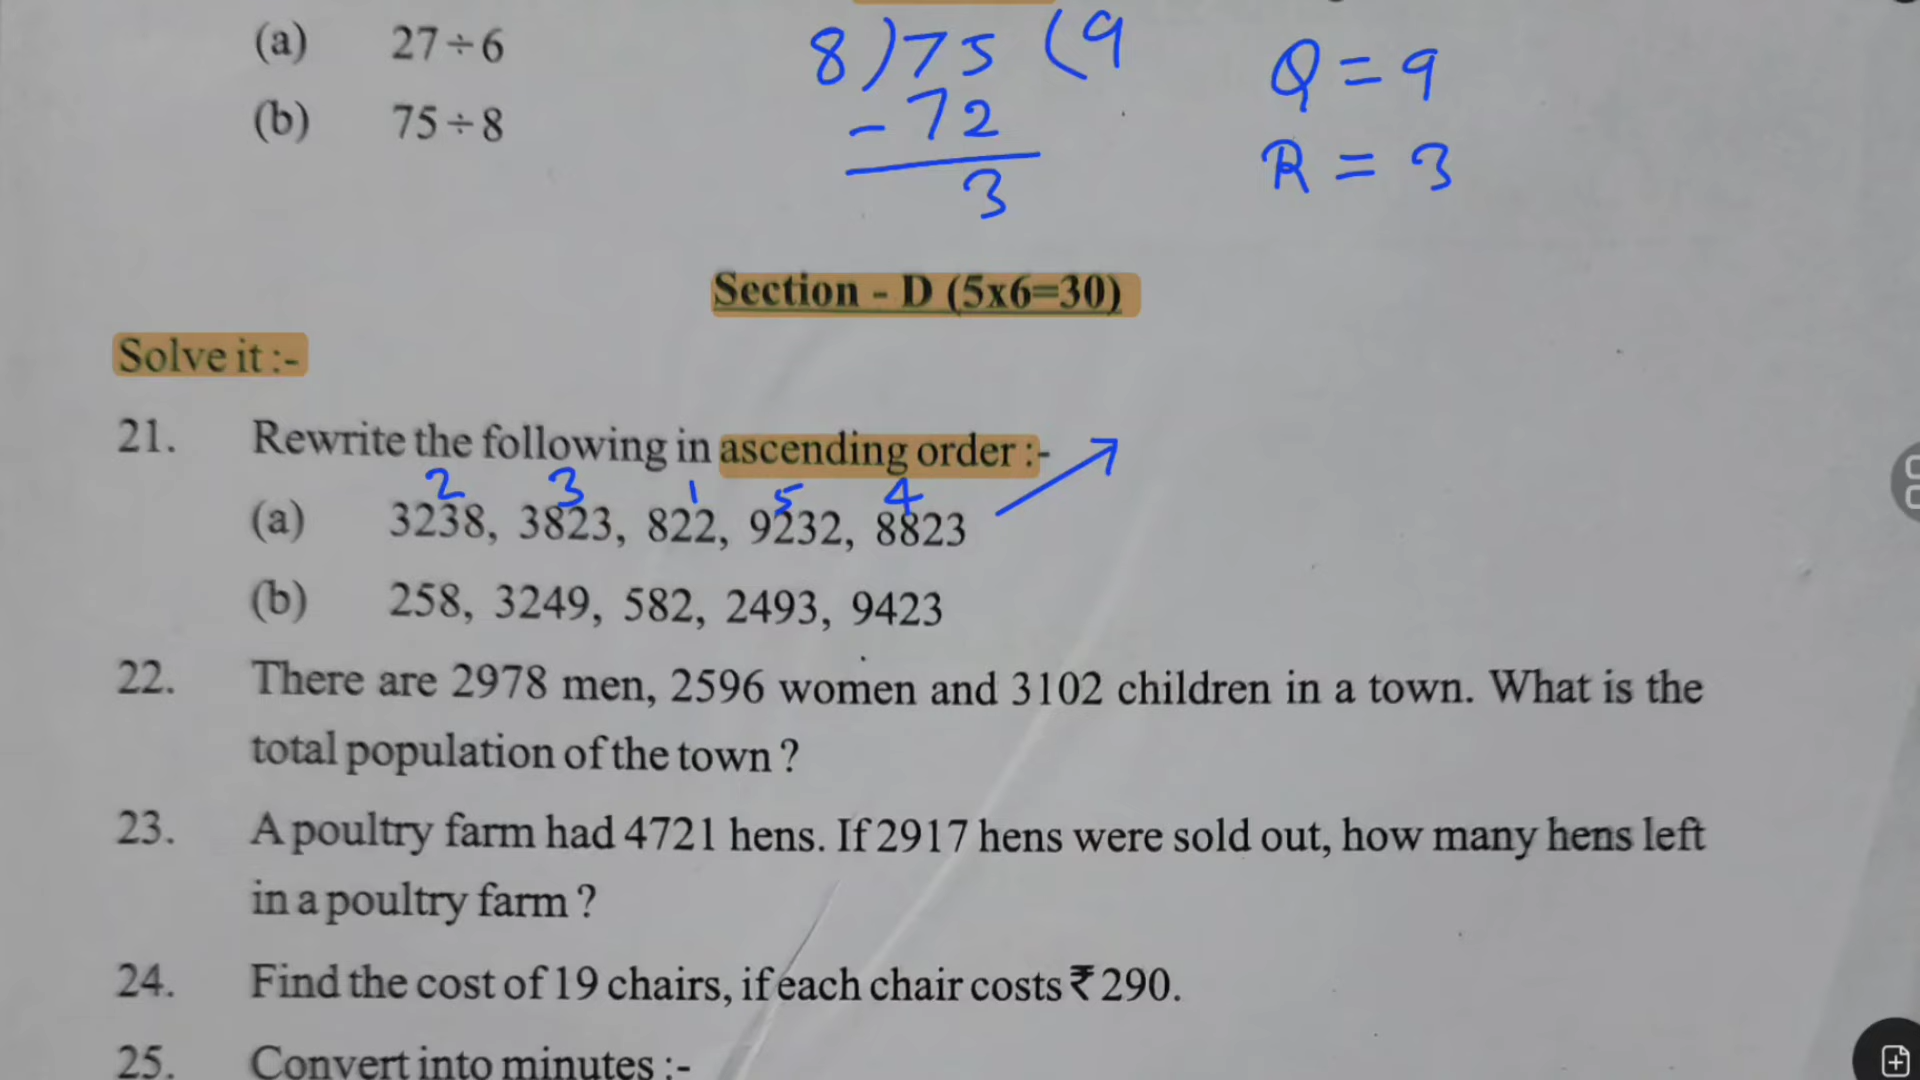 (a) 27÷6
(b) 75÷8
8)75(9
-72
3
Q = 9
R = 3
Section - D (5x6=30)
Solve it :-
21. Rewrite the following in ascending order :-
2 3 1 5 4
(a) 3238, 3823, 822, 9232, 8823
(b) 258, 3249, 582, 2493, 9423
22. There are 2978 men, 2596 women and 3102 children in a town. What is the
total population of the town ?
23. A poultry farm had 4721 hens. If 2917 hens were sold out, how many hens left
in a poultry farm ?
24. Find the cost of 19 chairs, if each chair costs ₹ 290.
25. Convert into minutes :-